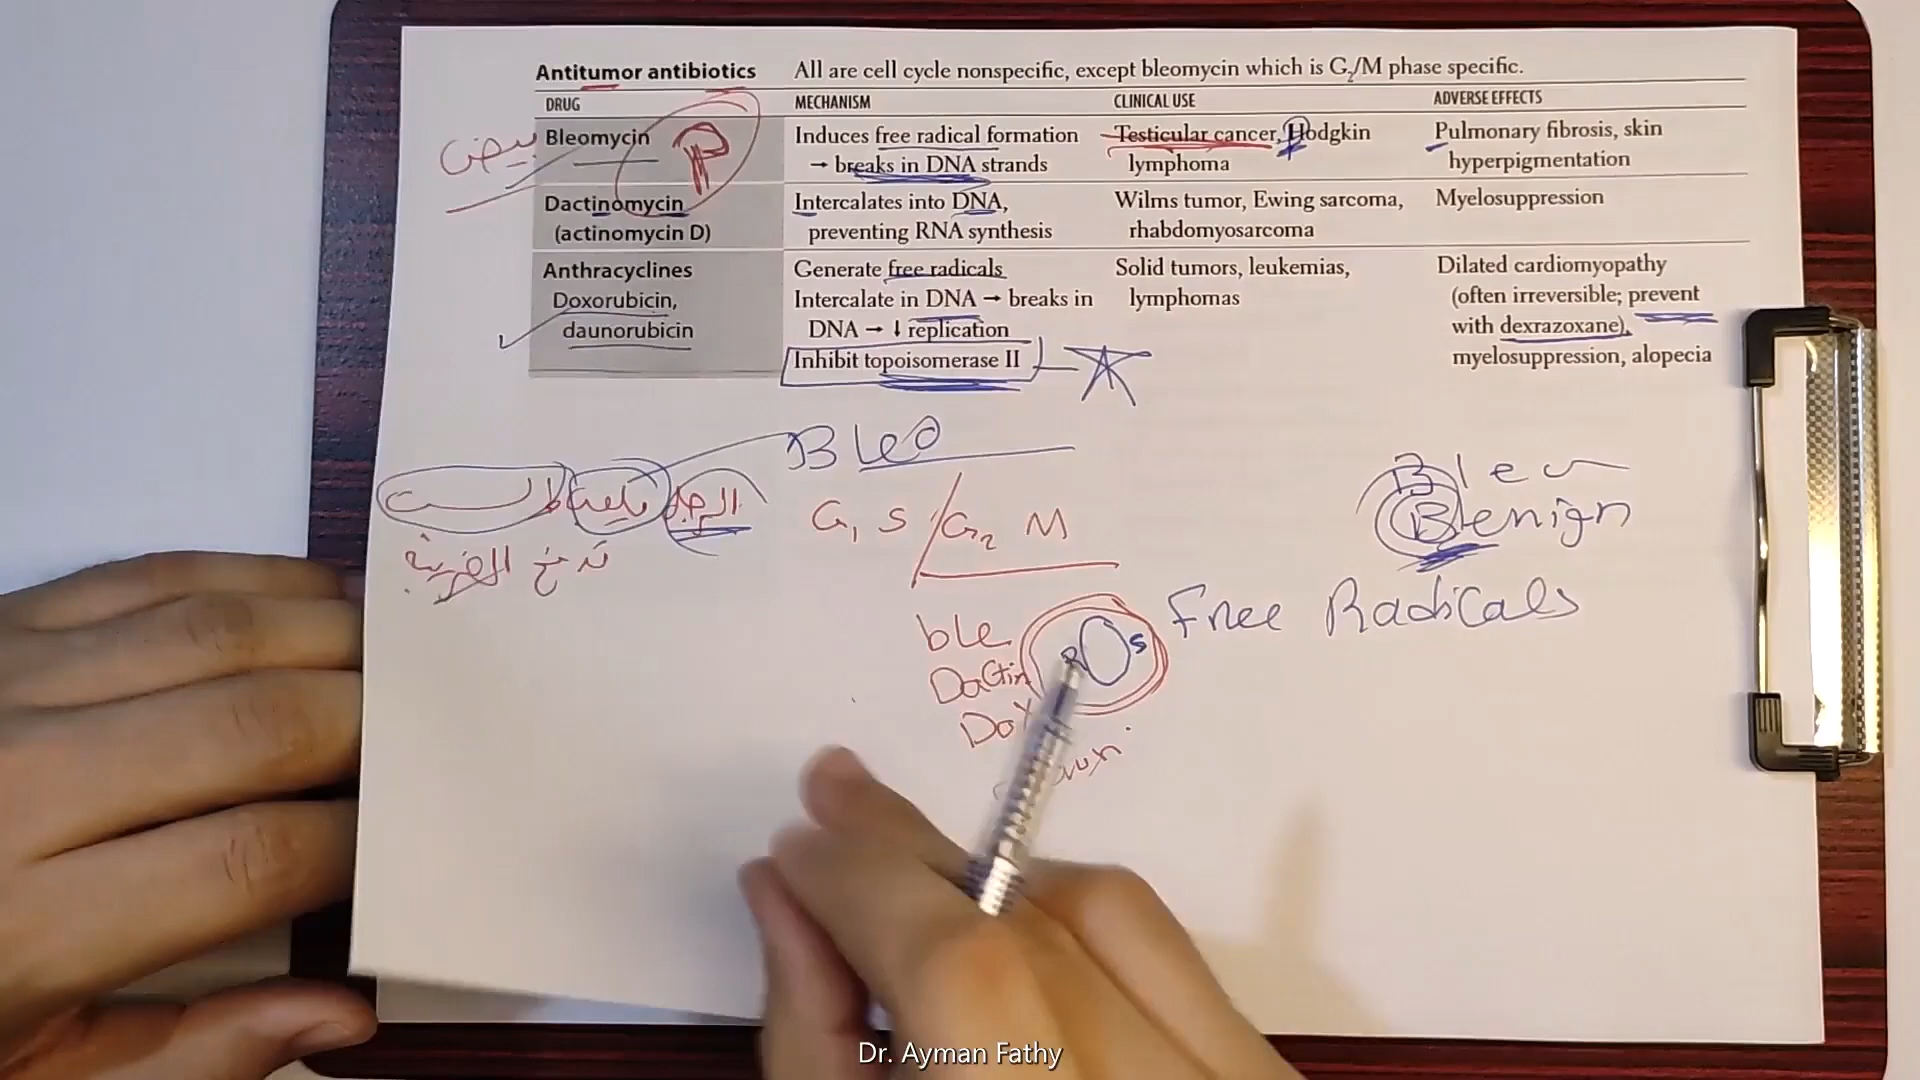 Antitumor antibiotics All are cell cycle nonspecific, except bleomycin which is G2/M phase specific.
DRUG MECHANISM CLINICAL USE ADVERSE EFFECTS
Bleomycin
Induces free radical formation
→ breaks in DNA strands
Testicular cancer, Hodgkin
lymphoma
Pulmonary fibrosis, skin
hyperpigmentation
بيض
P
Dactinomycin
(actinomycin D)
Intercalates into DNA,
preventing RNA synthesis
Wilms tumor, Ewing sarcoma,
rhabdomyosarcoma
Myelosuppression
Anthracyclines
Doxorubicin,
daunorubicin
Generate free radicals
Intercalate in DNA → breaks in
DNA → ↓ replication
Inhibit topoisomerase II
Solid tumors, leukemias,
lymphomas
Dilated cardiomyopathy
(often irreversible; prevent
with dexrazoxane),
myelosuppression, alopecia
Bleo
G1 S / G2 M
Ble
Benign
Free Radicals
ble
Dactin
Dox
R O S
Dr. Ayman Fathy